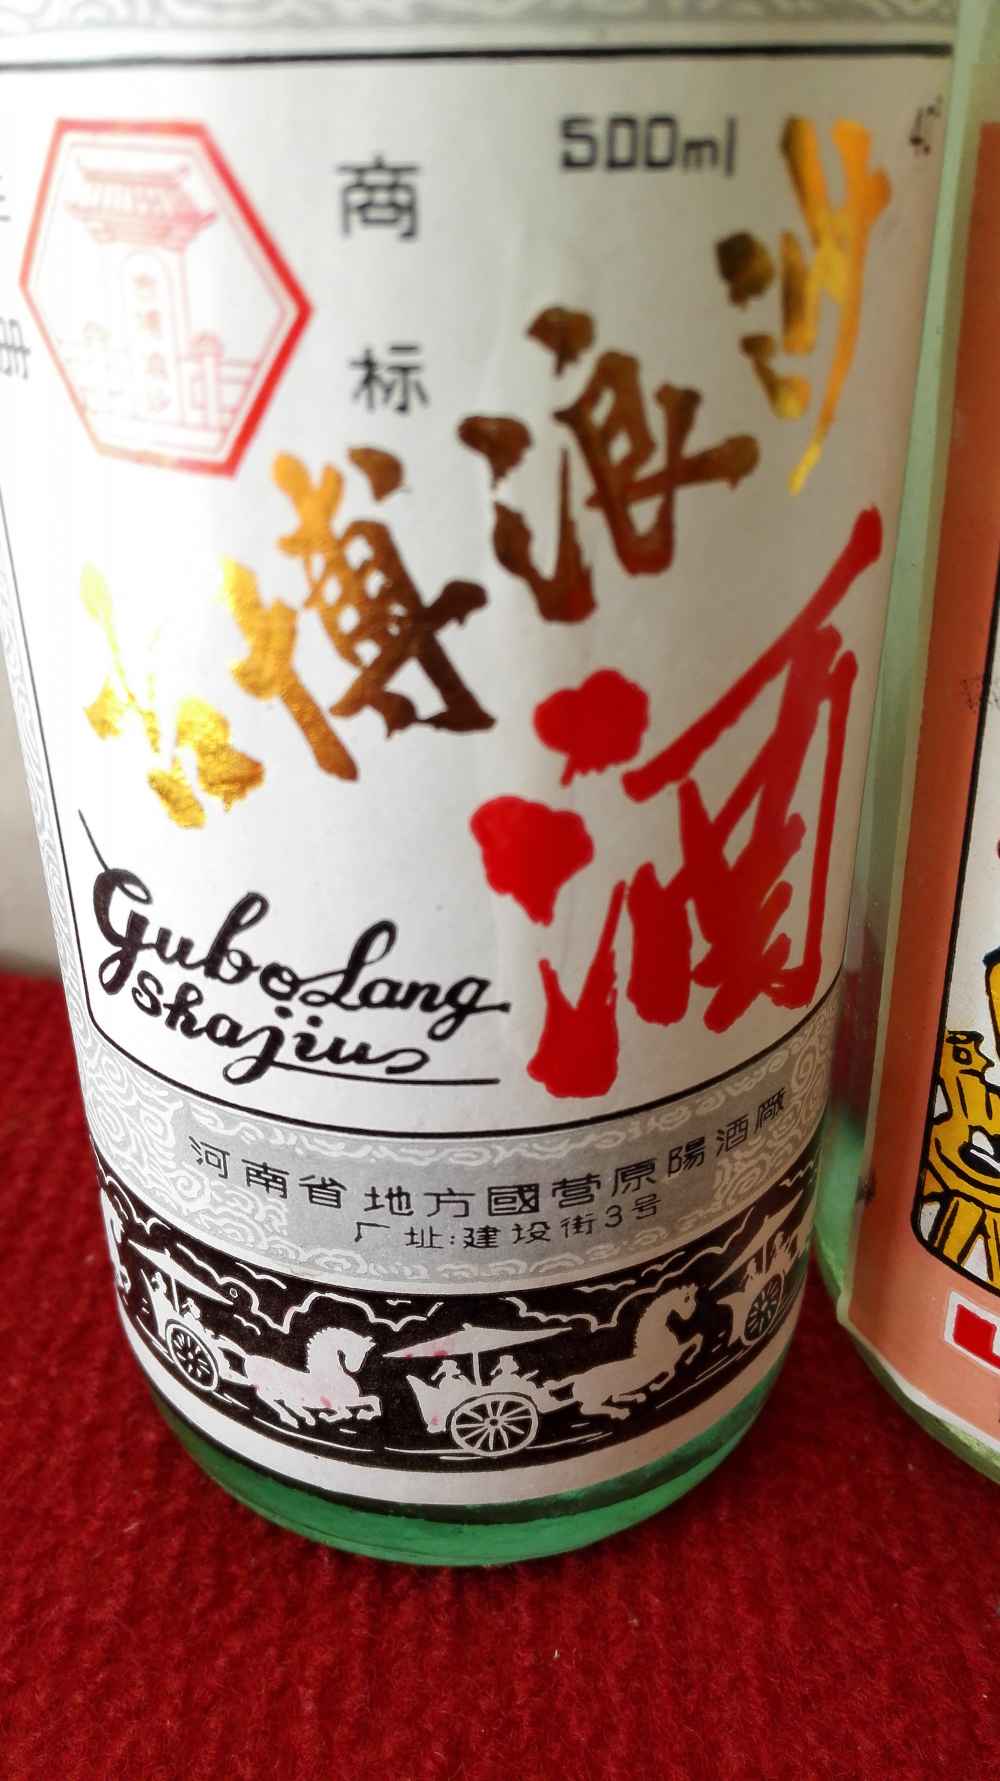 商标
500ml
古博浪沙
酒
Gubolang
shajiu
河南省地方國营原陽酒廠
厂址:建设街3号